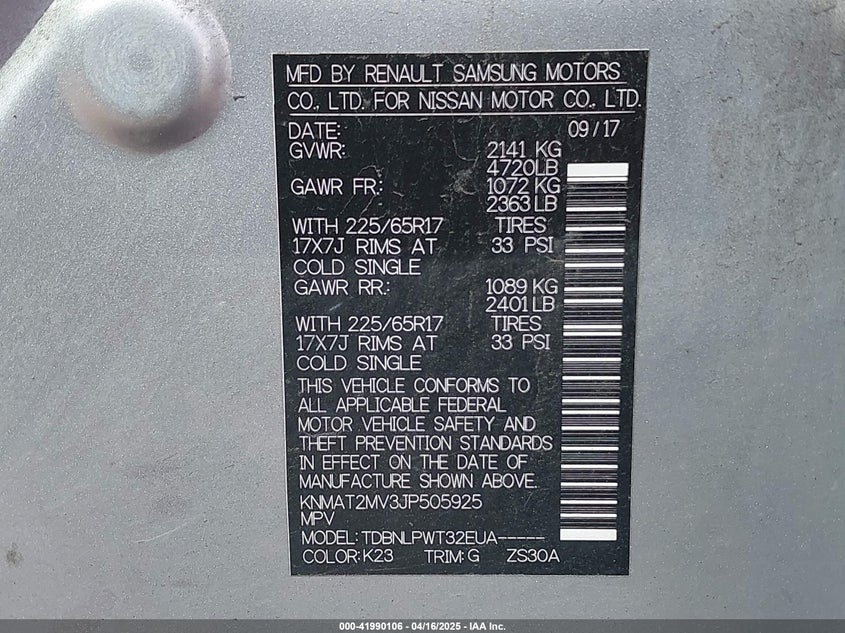 MFD BY RENAULT SAMSUNG MOTORS
CO., LTD. FOR NISSAN MOTOR CO., LTD.
DATE: 09/17
GVWR: 2141 KG
4720LB
GAWR FR.: 1072 KG
2363 LB
WITH 225/65R17 TIRES
17X7J RIMS AT 33 PSI
COLD SINGLE
GAWR RR.: 1089 KG
2401 LB
WITH 225/65R17 TIRES
17X7J RIMS AT 33 PSI
COLD SINGLE
THIS VEHICLE CONFORMS TO
ALL APPLICABLE FEDERAL
MOTOR VEHICLE SAFETY AND
THEFT PREVENTION STANDARDS
IN EFFECT ON THE DATE OF
MANUFACTURE SHOWN ABOVE.
KNMAT2MV3JP505925
MPV
MODEL: TDBNLPWT32EUA-----
COLOR: K23 TRIM: G ZS30A
000-41990106 - 04/16/2025 - IAA Inc.